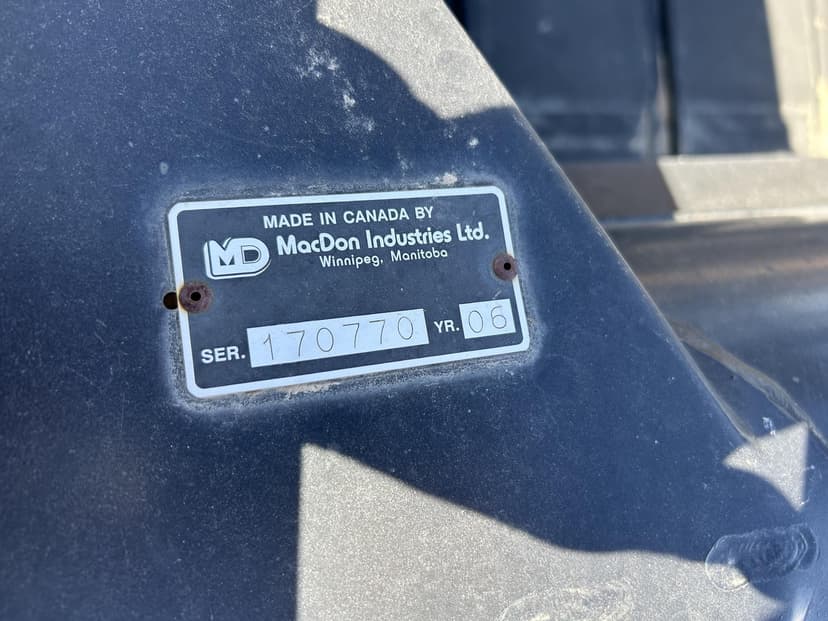 MADE IN CANADA BY
MD MacDon Industries Ltd.
Winnipeg, Manitoba
SER. 170770 YR. 06